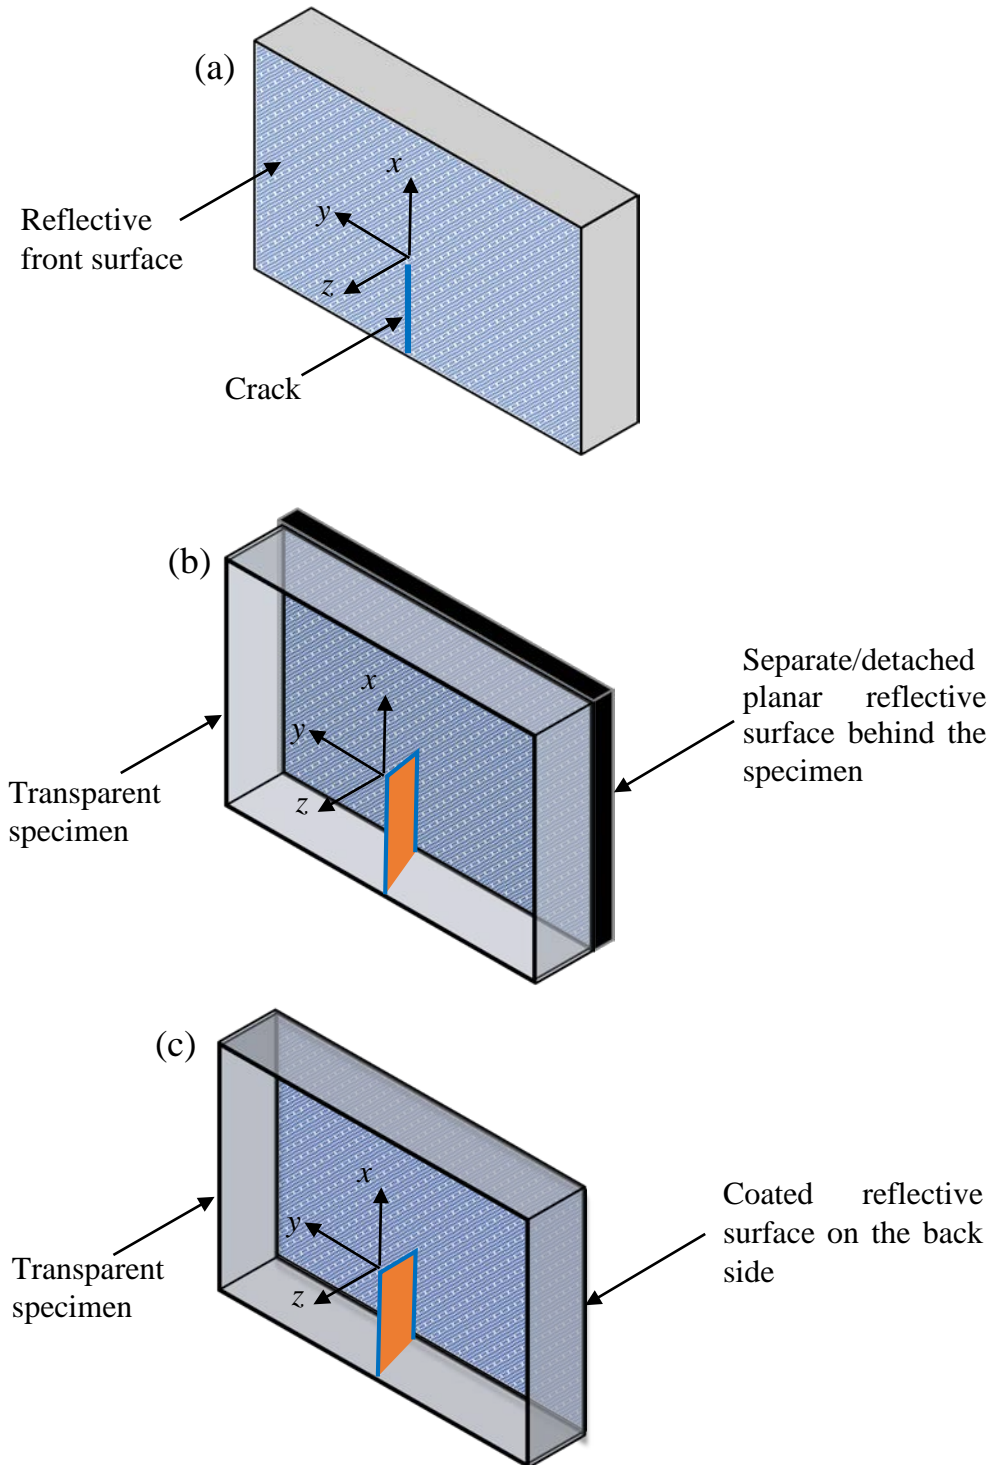 (a)
x
y
z
Reflective
front surface
Crack
(b)
x
y
z
Transparent
specimen
Separate/detached
planar reflective
surface behind the
specimen
(c)
x
y
z
Transparent
specimen
Coated reflective
surface on the back
side